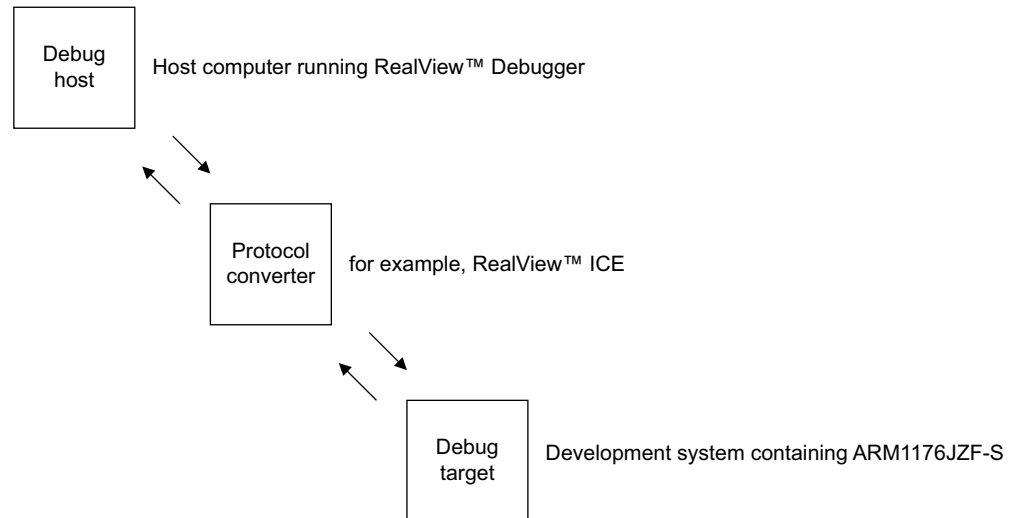 Debug
host
Host computer running RealView™ Debugger
Protocol
converter
for example, RealView™ ICE
Debug
target
Development system containing ARM1176JZF-S